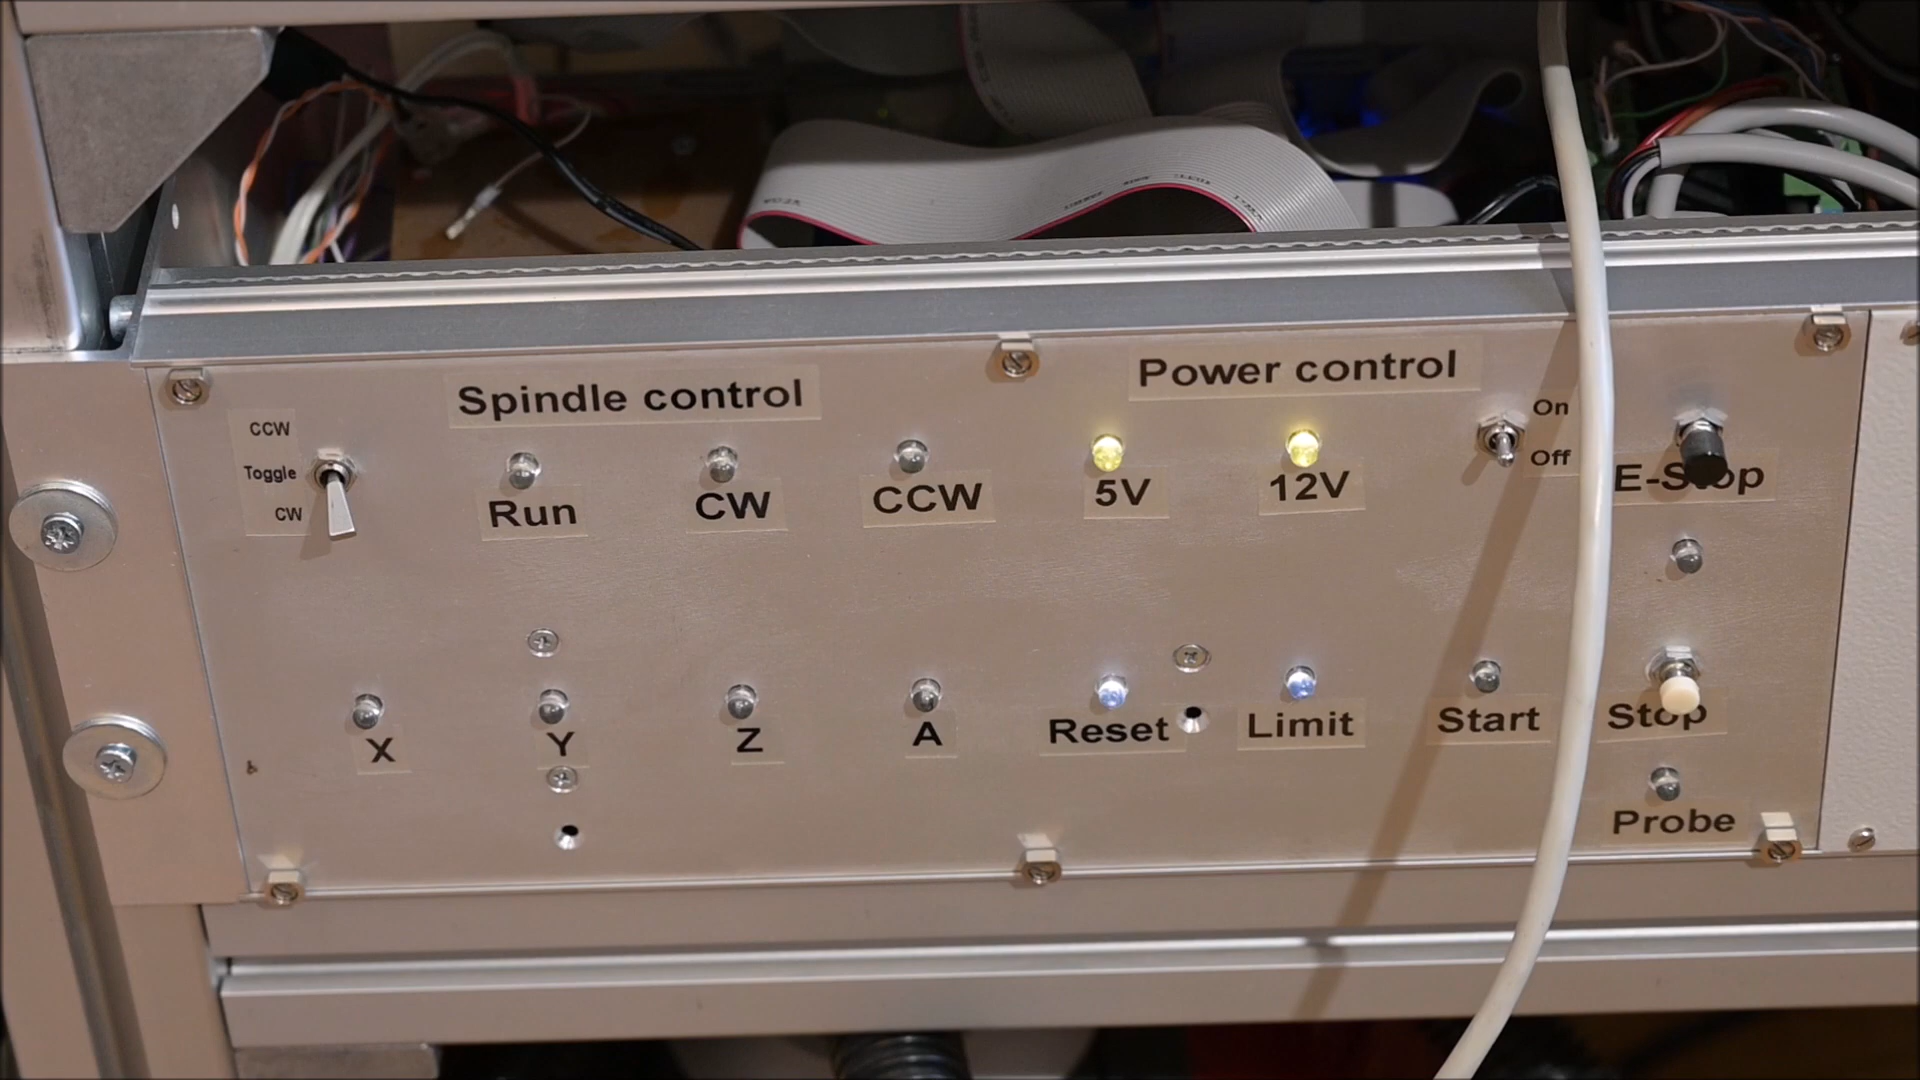 Spindle control
Power control
CCW
Toggle
CW
Run
CW
CCW
5V
12V
On
Off
E-Stop
X
Y
Z
A
Reset
Limit
Start
Stop
Probe